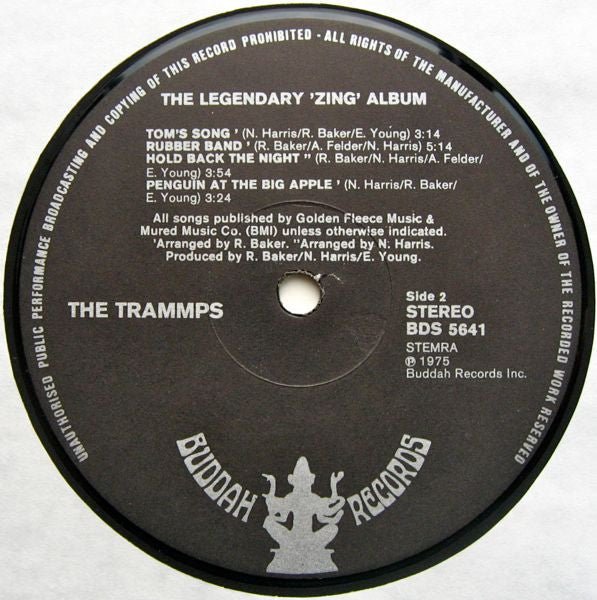 UNAUTHORISED PUBLIC PERFORMANCE BROADCASTING AND COPYING OF THIS RECORD PROHIBITED - ALL RIGHTS OF THE MANUFACTURER AND OF THE OWNER OF THE RECORDED WORK RESERVED
THE LEGENDARY 'ZING' ALBUM
TOM'S SONG ' (N. Harris/R. Baker/E. Young) 3:14
RUBBER BAND ' (R. Baker/A. Felder/N. Harris) 5:14
HOLD BACK THE NIGHT " (R. Baker/N. Harris/A. Felder/
E. Young) 3:54
PENGUIN AT THE BIG APPLE ' (N. Harris/R. Baker/
E. Young) 3:24
All songs published by Golden Fleece Music &
Mured Music Co. (BMI) unless otherwise indicated.
'Arranged by R. Baker. "Arranged by N. Harris.
Produced by R. Baker/N. Harris/E. Young.
THE TRAMMPS
Side 2
STEREO
BDS 5641
STEMRA
℗ 1975
Buddah Records Inc.
BUDDAH RECORDS